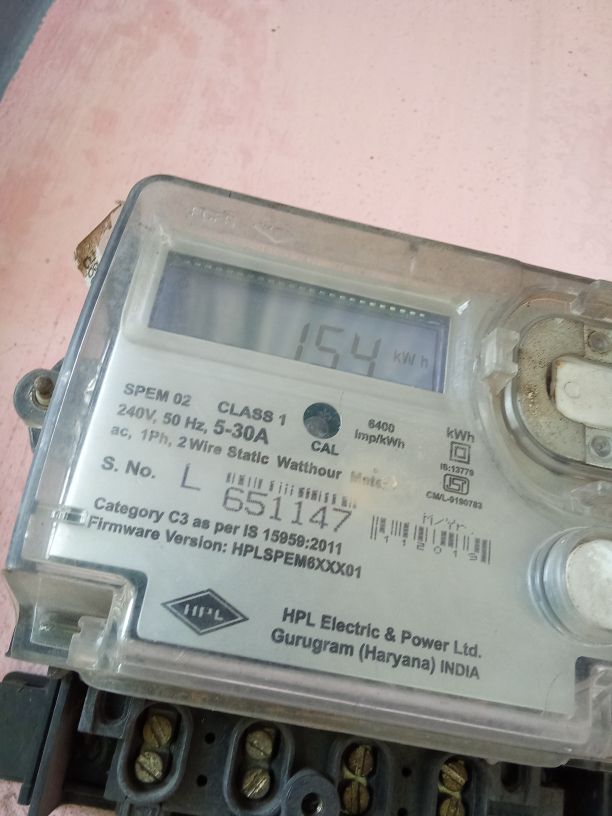 154 kWh
SPEM 02 CLASS 1
240V, 50 Hz, 5-30A
ac, 1Ph, 2 Wire Static Watthour Meter
CAL
6400
Imp/kWh
kWh
IS:13779
CM/L-9190783
S. No. L 651147
M/Yr.
Category C3 as per IS 15959:2011
Firmware Version: HPLSPEM6XXX01
HPL
HPL Electric & Power Ltd.
Gurugram (Haryana) INDIA